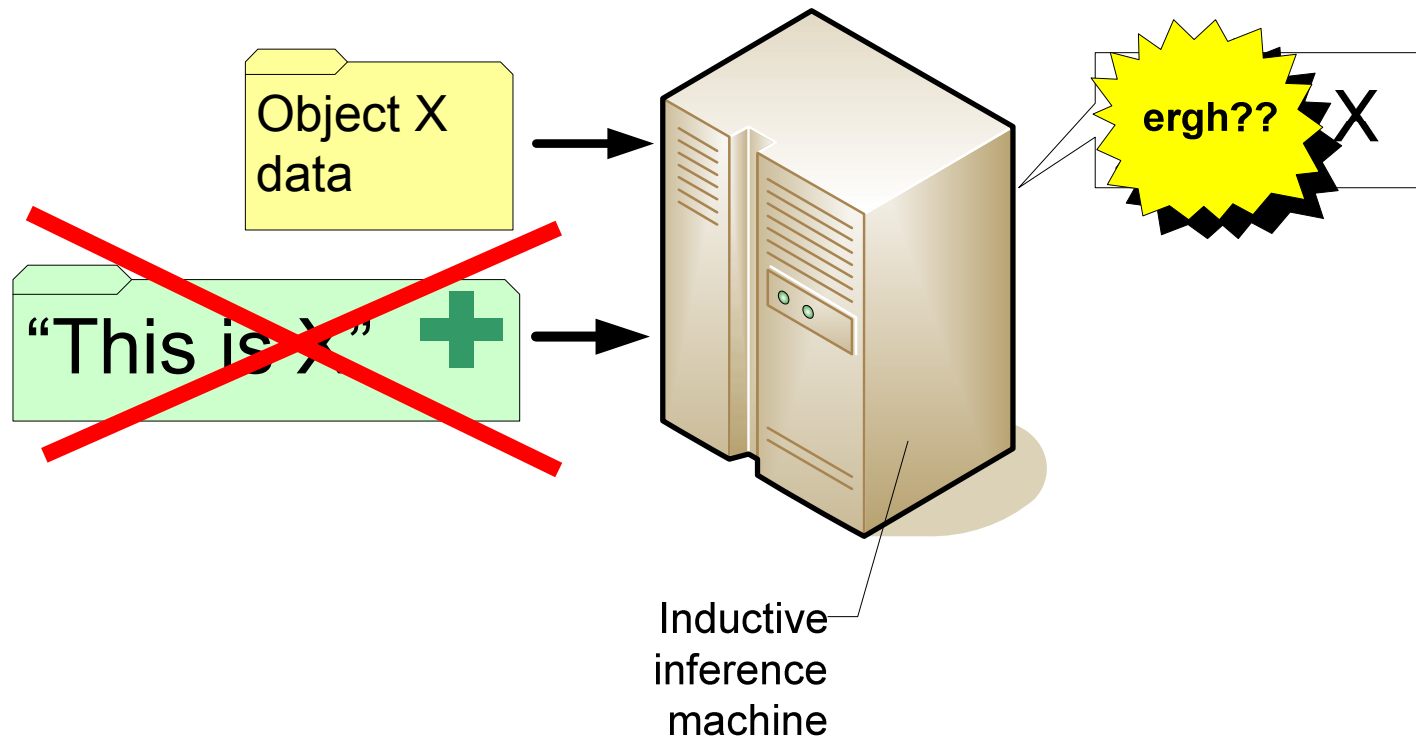 Object X
data
ergh??
X
“This is X”
Inductive
inference
machine